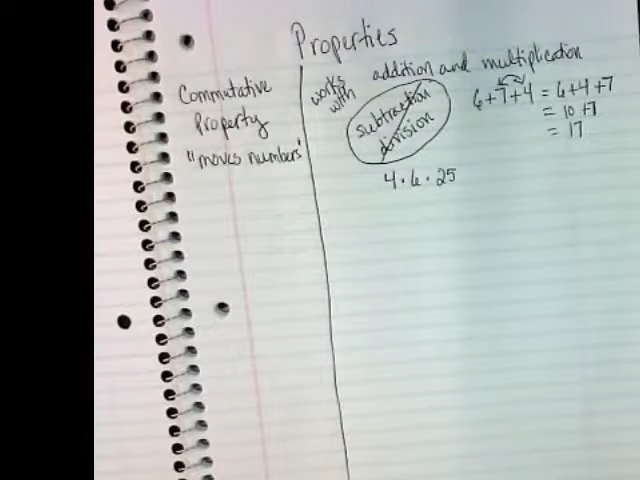 Properties
Commutative
Property
"moves numbers"
works
with
addition and multiplication
subtraction
division
6+7+4 = 6+4+7
= 10+7
= 17
4·6·25